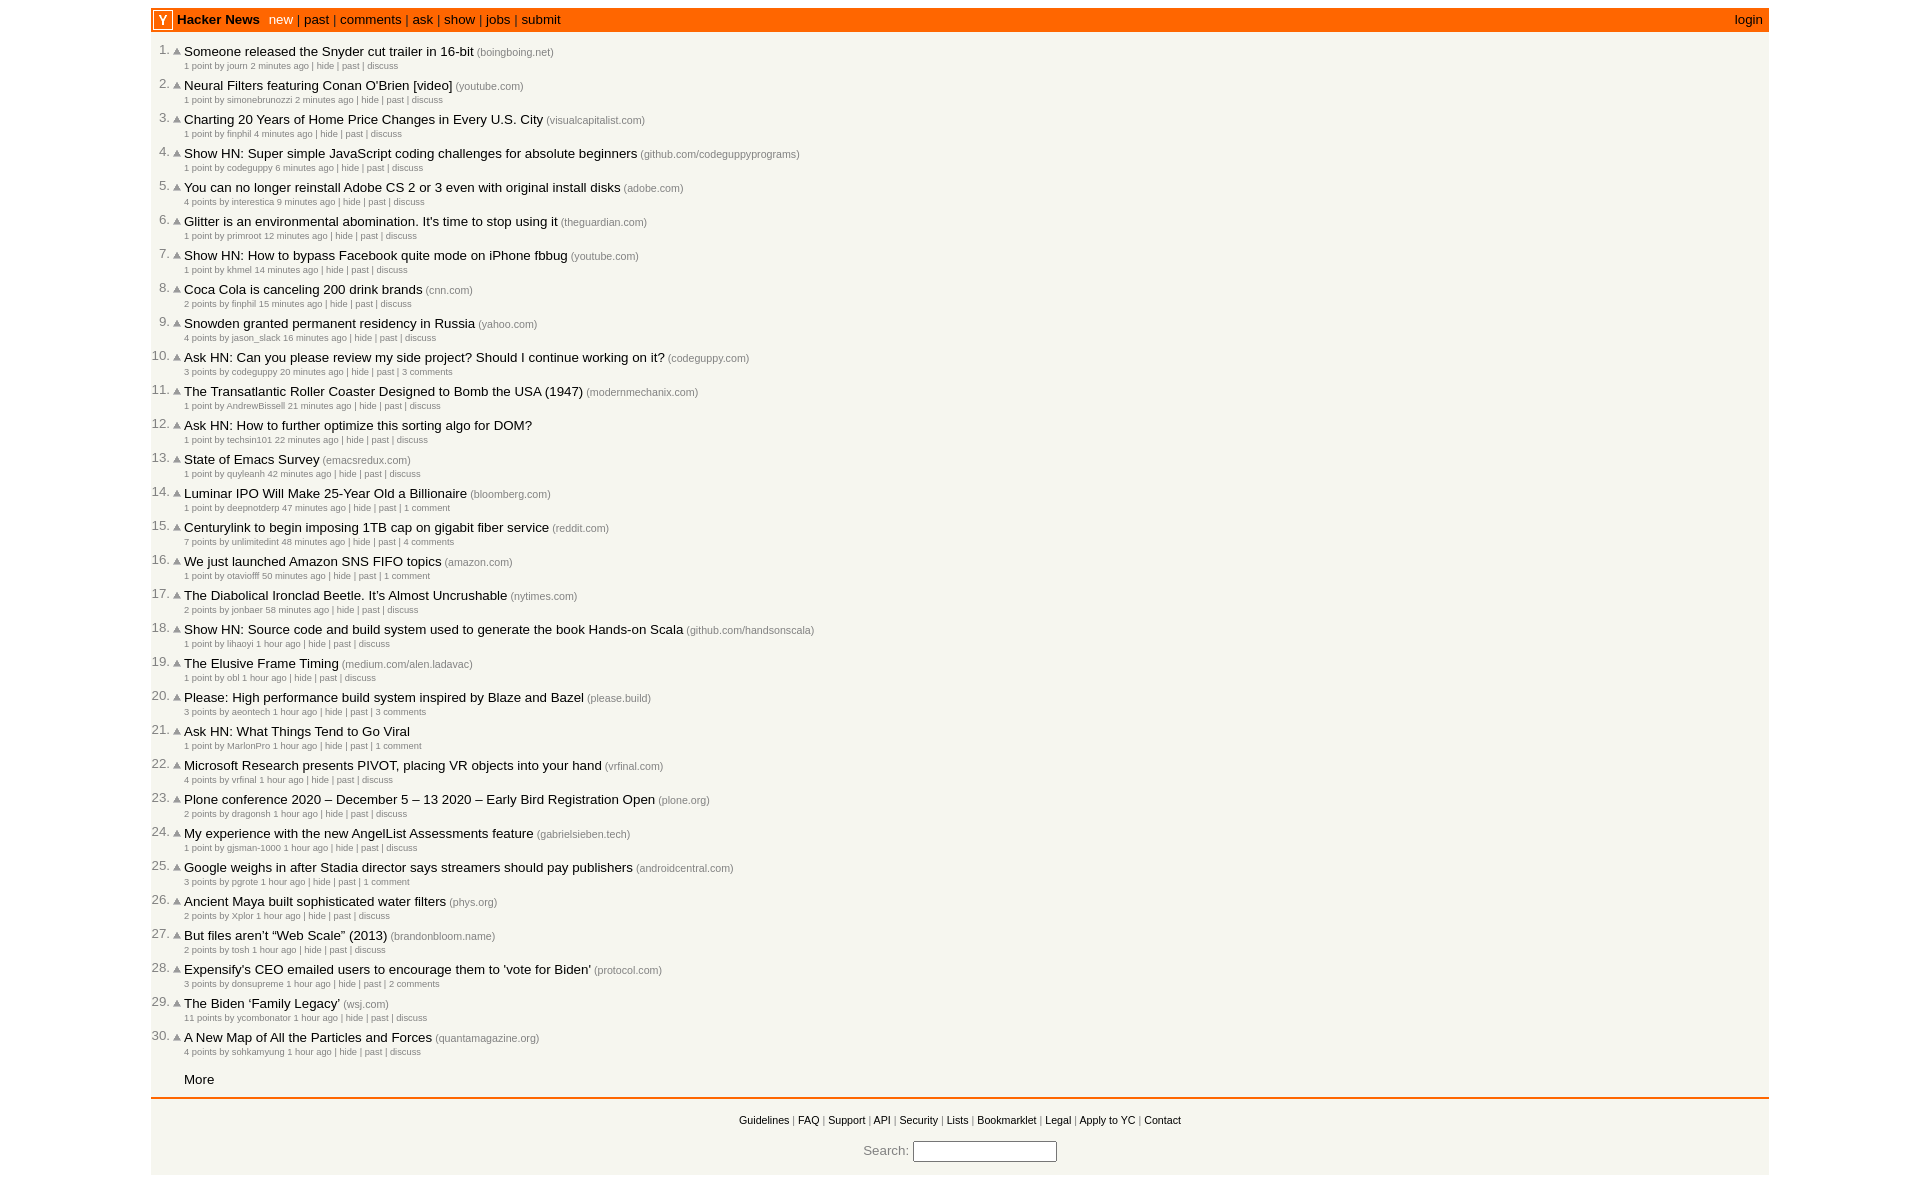 Y Hacker News new | past | comments | ask | show | jobs | submit login
1. Someone released the Snyder cut trailer in 16-bit (boingboing.net)
1 point by journ 2 minutes ago | hide | past | discuss
2. Neural Filters featuring Conan O'Brien [video] (youtube.com)
1 point by simonebrunozzi 2 minutes ago | hide | past | discuss
3. Charting 20 Years of Home Price Changes in Every U.S. City (visualcapitalist.com)
1 point by finphil 4 minutes ago | hide | past | discuss
4. Show HN: Super simple JavaScript coding challenges for absolute beginners (github.com/codeguppyprograms)
1 point by codeguppy 6 minutes ago | hide | past | discuss
5. You can no longer reinstall Adobe CS 2 or 3 even with original install disks (adobe.com)
4 points by interestica 9 minutes ago | hide | past | discuss
6. Glitter is an environmental abomination. It's time to stop using it (theguardian.com)
1 point by primroot 12 minutes ago | hide | past | discuss
7. Show HN: How to bypass Facebook quite mode on iPhone fbbug (youtube.com)
1 point by khmel 14 minutes ago | hide | past | discuss
8. Coca Cola is canceling 200 drink brands (cnn.com)
2 points by finphil 15 minutes ago | hide | past | discuss
9. Snowden granted permanent residency in Russia (yahoo.com)
4 points by jason_slack 16 minutes ago | hide | past | discuss
10. Ask HN: Can you please review my side project? Should I continue working on it? (codeguppy.com)
3 points by codeguppy 20 minutes ago | hide | past | 3 comments
11. The Transatlantic Roller Coaster Designed to Bomb the USA (1947) (modernmechanix.com)
1 point by AndrewBissell 21 minutes ago | hide | past | discuss
12. Ask HN: How to further optimize this sorting algo for DOM?
1 point by techsin101 22 minutes ago | hide | past | discuss
13. State of Emacs Survey (emacsredux.com)
1 point by quyleanh 42 minutes ago | hide | past | discuss
14. Luminar IPO Will Make 25-Year Old a Billionaire (bloomberg.com)
1 point by deepnotderp 47 minutes ago | hide | past | 1 comment
15. Centurylink to begin imposing 1TB cap on gigabit fiber service (reddit.com)
7 points by unlimitedint 48 minutes ago | hide | past | 4 comments
16. We just launched Amazon SNS FIFO topics (amazon.com)
1 point by otaviofff 50 minutes ago | hide | past | 1 comment
17. The Diabolical Ironclad Beetle. It’s Almost Uncrushable (nytimes.com)
2 points by jonbaer 58 minutes ago | hide | past | discuss
18. Show HN: Source code and build system used to generate the book Hands-on Scala (github.com/handsonscala)
1 point by lihaoyi 1 hour ago | hide | past | discuss
19. The Elusive Frame Timing (medium.com/alen.ladavac)
1 point by obl 1 hour ago | hide | past | discuss
20. Please: High performance build system inspired by Blaze and Bazel (please.build)
3 points by aeontech 1 hour ago | hide | past | 3 comments
21. Ask HN: What Things Tend to Go Viral
1 point by MarlonPro 1 hour ago | hide | past | 1 comment
22. Microsoft Research presents PIVOT, placing VR objects into your hand (vrfinal.com)
4 points by vrfinal 1 hour ago | hide | past | discuss
23. Plone conference 2020 – December 5 – 13 2020 – Early Bird Registration Open (plone.org)
2 points by dragonsh 1 hour ago | hide | past | discuss
24. My experience with the new AngelList Assessments feature (gabrielsieben.tech)
1 point by gjsman-1000 1 hour ago | hide | past | discuss
25. Google weighs in after Stadia director says streamers should pay publishers (androidcentral.com)
3 points by pgrote 1 hour ago | hide | past | 1 comment
26. Ancient Maya built sophisticated water filters (phys.org)
2 points by Xplor 1 hour ago | hide | past | discuss
27. But files aren’t “Web Scale” (2013) (brandonbloom.name)
2 points by tosh 1 hour ago | hide | past | discuss
28. Expensify's CEO emailed users to encourage them to 'vote for Biden' (protocol.com)
3 points by donsupreme 1 hour ago | hide | past | 2 comments
29. The Biden ‘Family Legacy’ (wsj.com)
11 points by ycombonator 1 hour ago | hide | past | discuss
30. A New Map of All the Particles and Forces (quantamagazine.org)
4 points by sohkamyung 1 hour ago | hide | past | discuss
More
Guidelines | FAQ | Support | API | Security | Lists | Bookmarklet | Legal | Apply to YC | Contact
Search: